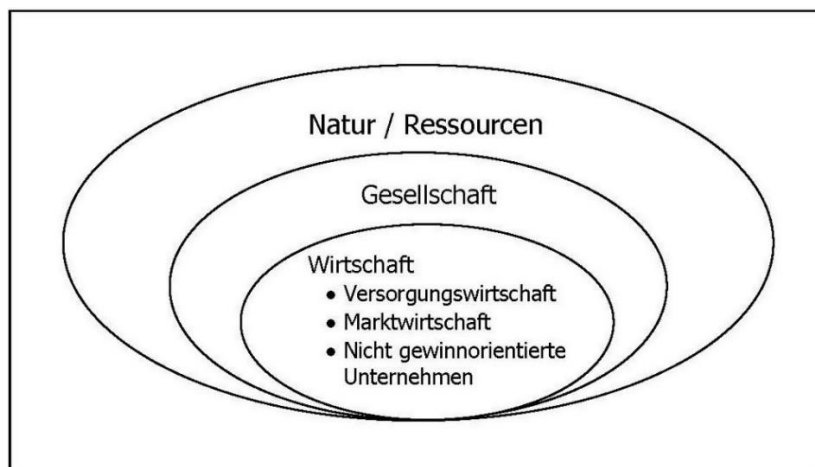 Natur / Ressourcen
Gesellschaft
Wirtschaft
• Versorgungswirtschaft
• Marktwirtschaft
• Nicht gewinnorientierte
Unternehmen